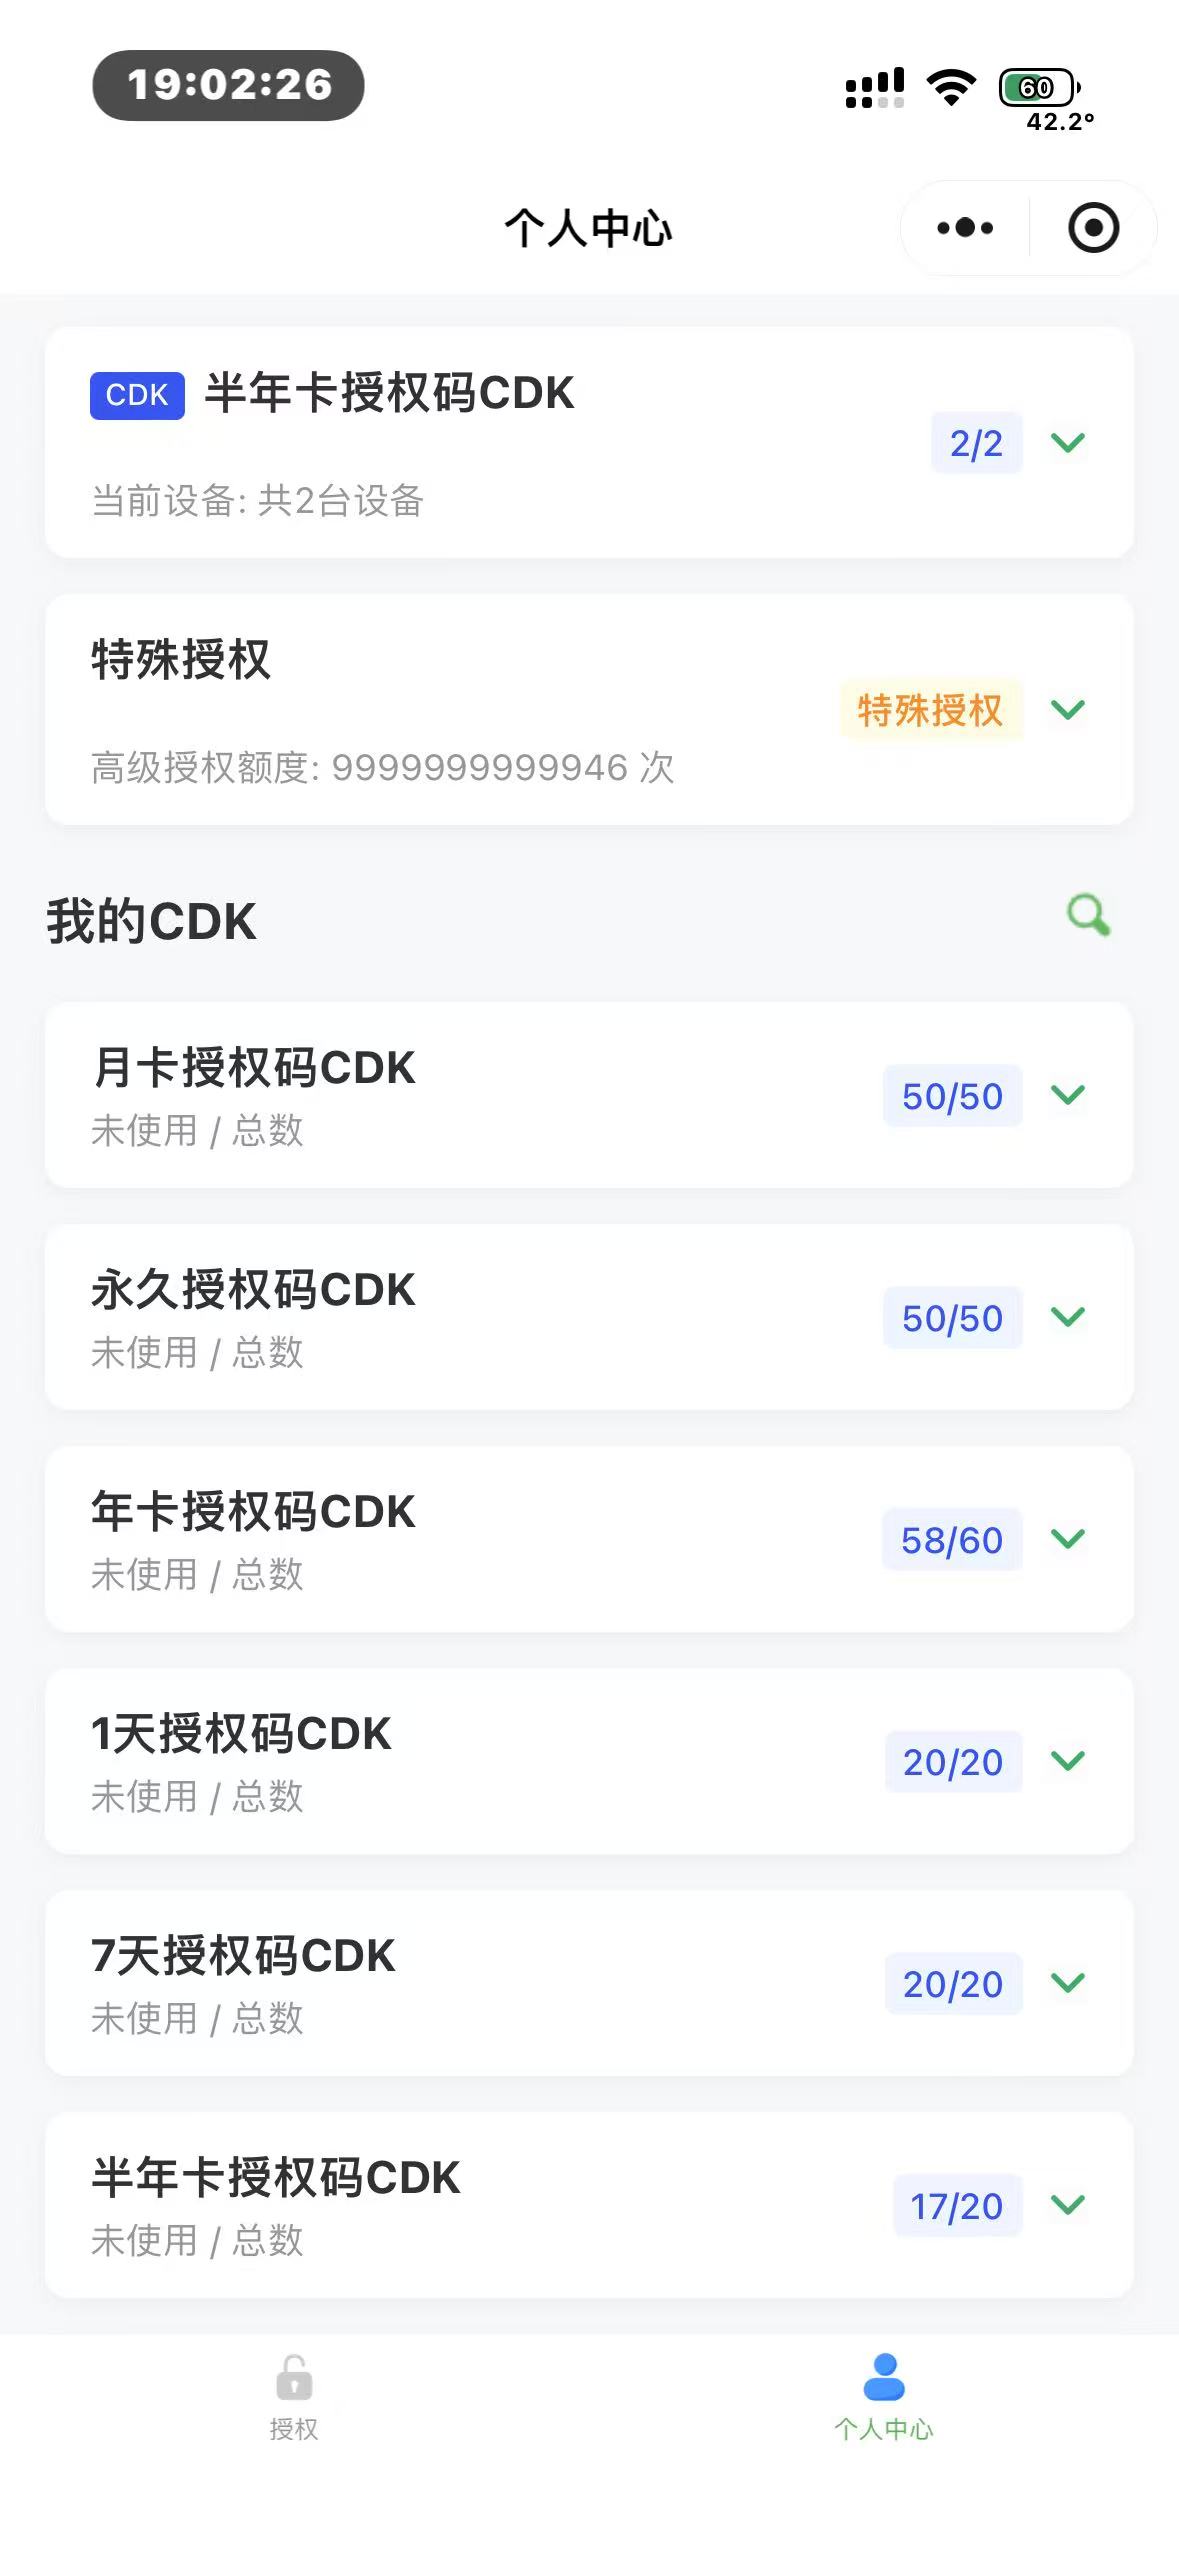 19:02:26
60
42.2°
个人中心
CDK 半年卡授权码CDK
2/2
当前设备: 共2台设备
特殊授权
特殊授权
高级授权额度: 9999999999946 次
我的CDK
月卡授权码CDK
50/50
未使用 / 总数
永久授权码CDK
50/50
未使用 / 总数
年卡授权码CDK
58/60
未使用 / 总数
1天授权码CDK
20/20
未使用 / 总数
7天授权码CDK
20/20
未使用 / 总数
半年卡授权码CDK
17/20
未使用 / 总数
授权
个人中心